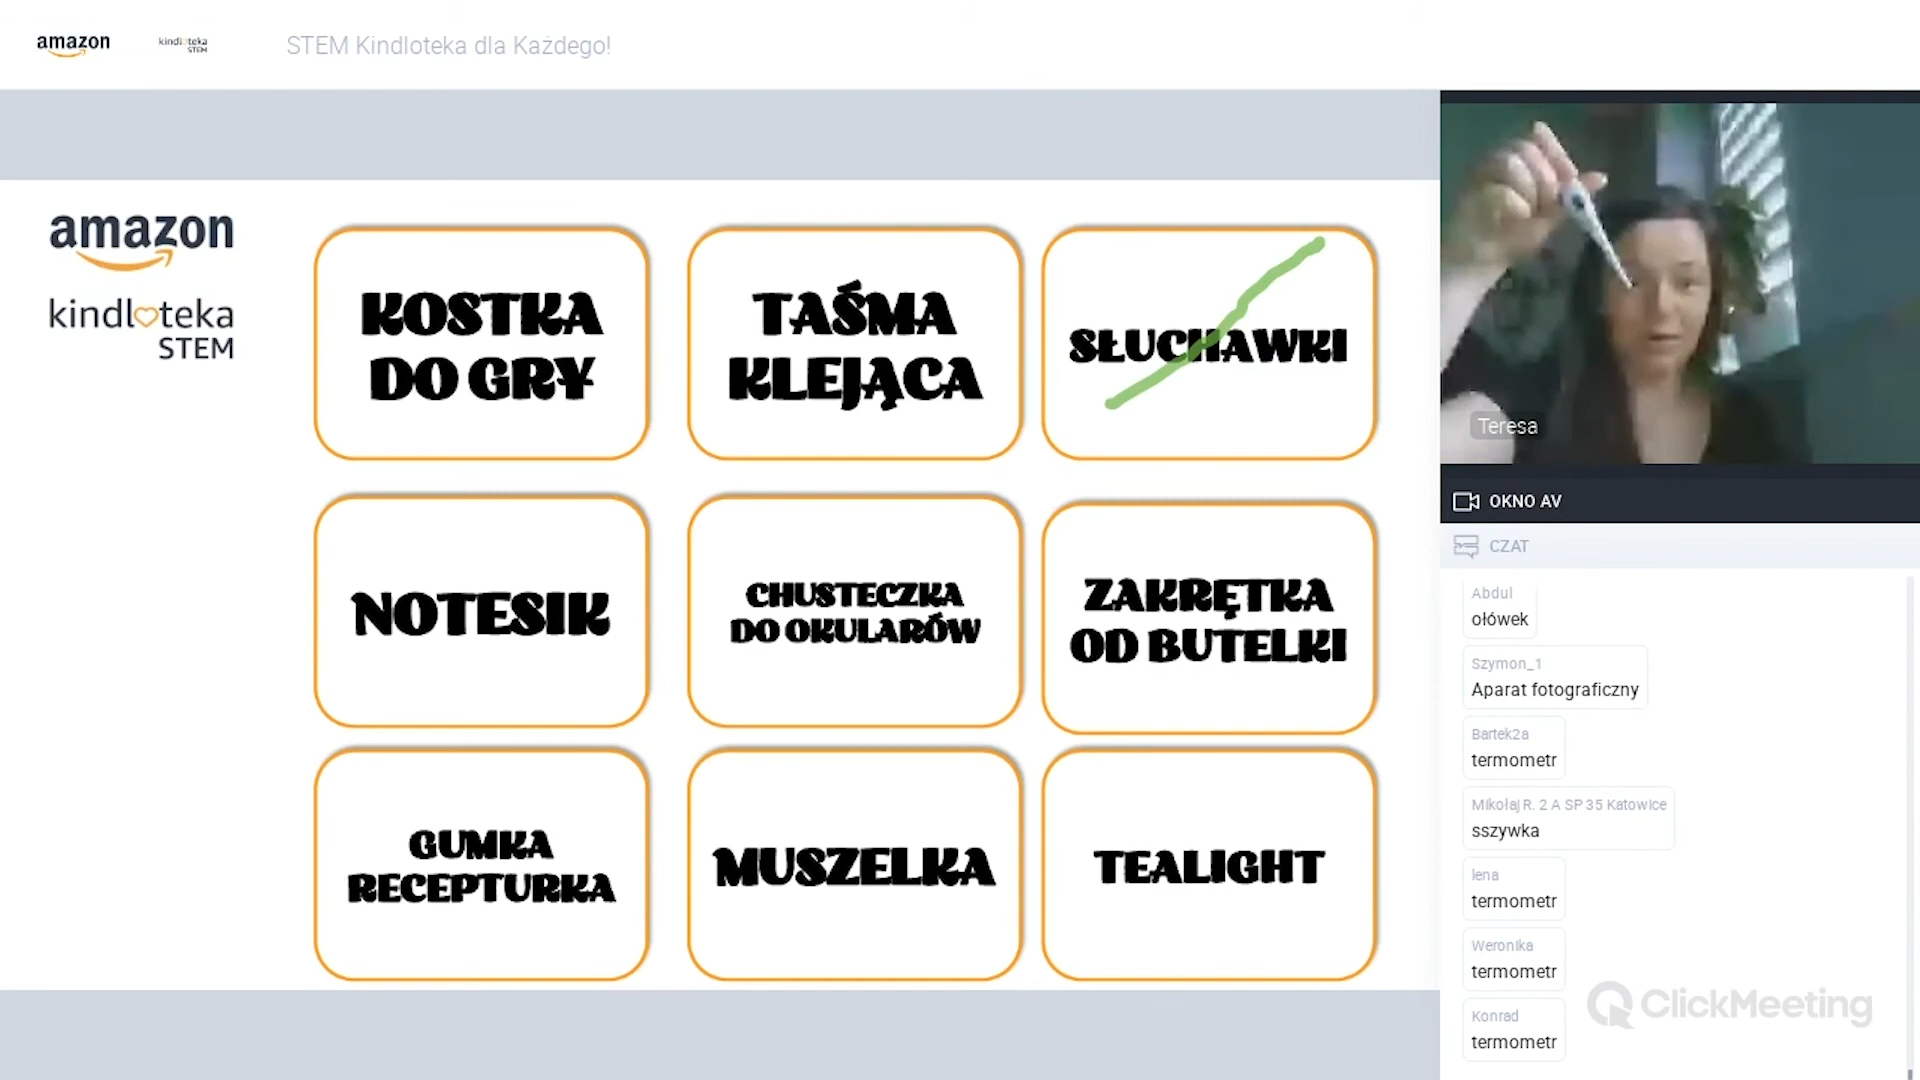 amazon
kindloteka
STEM
STEM Kindloteka dla Każdego!
amazon
kindloteka
STEM
KOSTKA
DO GRY
TAŚMA
KLEJĄCA
SŁUCHAWKI
NOTESIK
CHUSTECZKA
DO OKULARÓW
ZAKRĘTKA
OD BUTELKI
GUMKA
RECEPTURKA
MUSZELKA
TEALIGHT
Teresa
OKNO AV
CZAT
Abdul
ołówek
Szymon_1
Aparat fotograficzny
Bartek2a
termometr
Mikołaj R. 2 A SP 35 Katowice
sszywka
lena
termometr
Weronika
termometr
Konrad
termometr
ClickMeeting